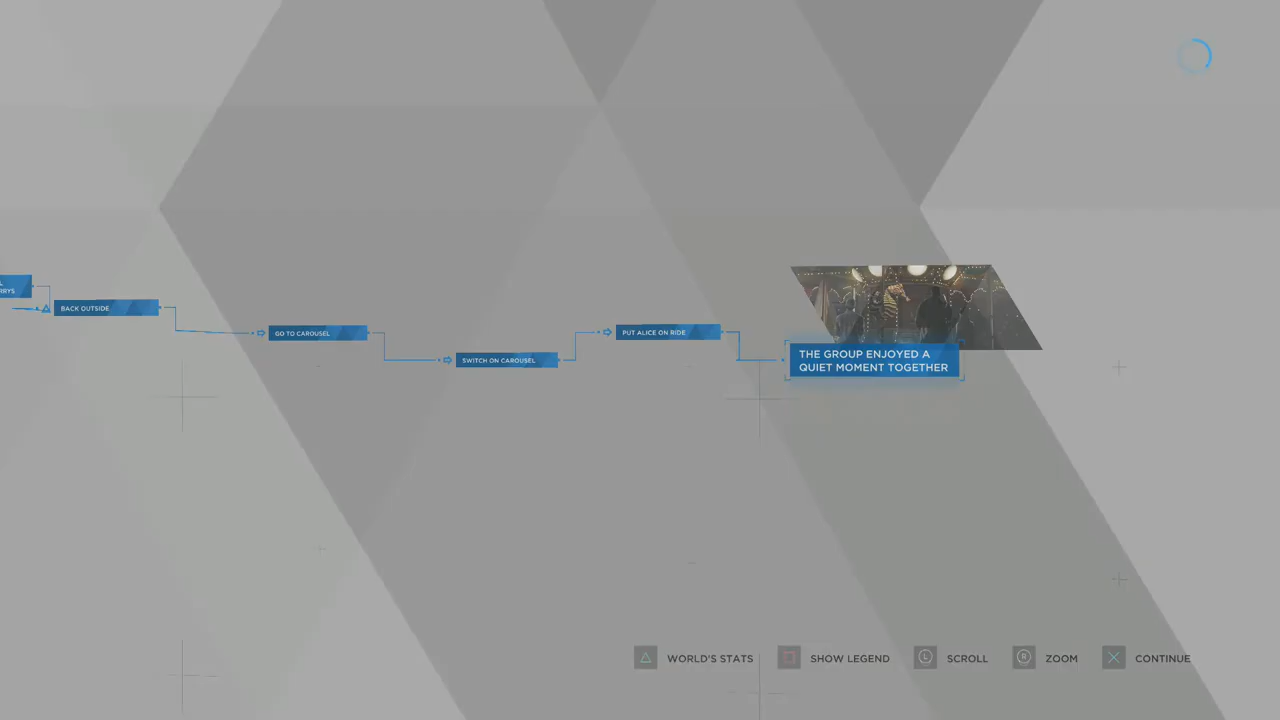 RRYS
BACK OUTSIDE
GO TO CAROUSEL
SWITCH ON CAROUSEL
PUT ALICE ON RIDE
THE GROUP ENJOYED A
QUIET MOMENT TOGETHER
WORLD'S STATS
SHOW LEGEND
L
SCROLL
R
ZOOM
CONTINUE